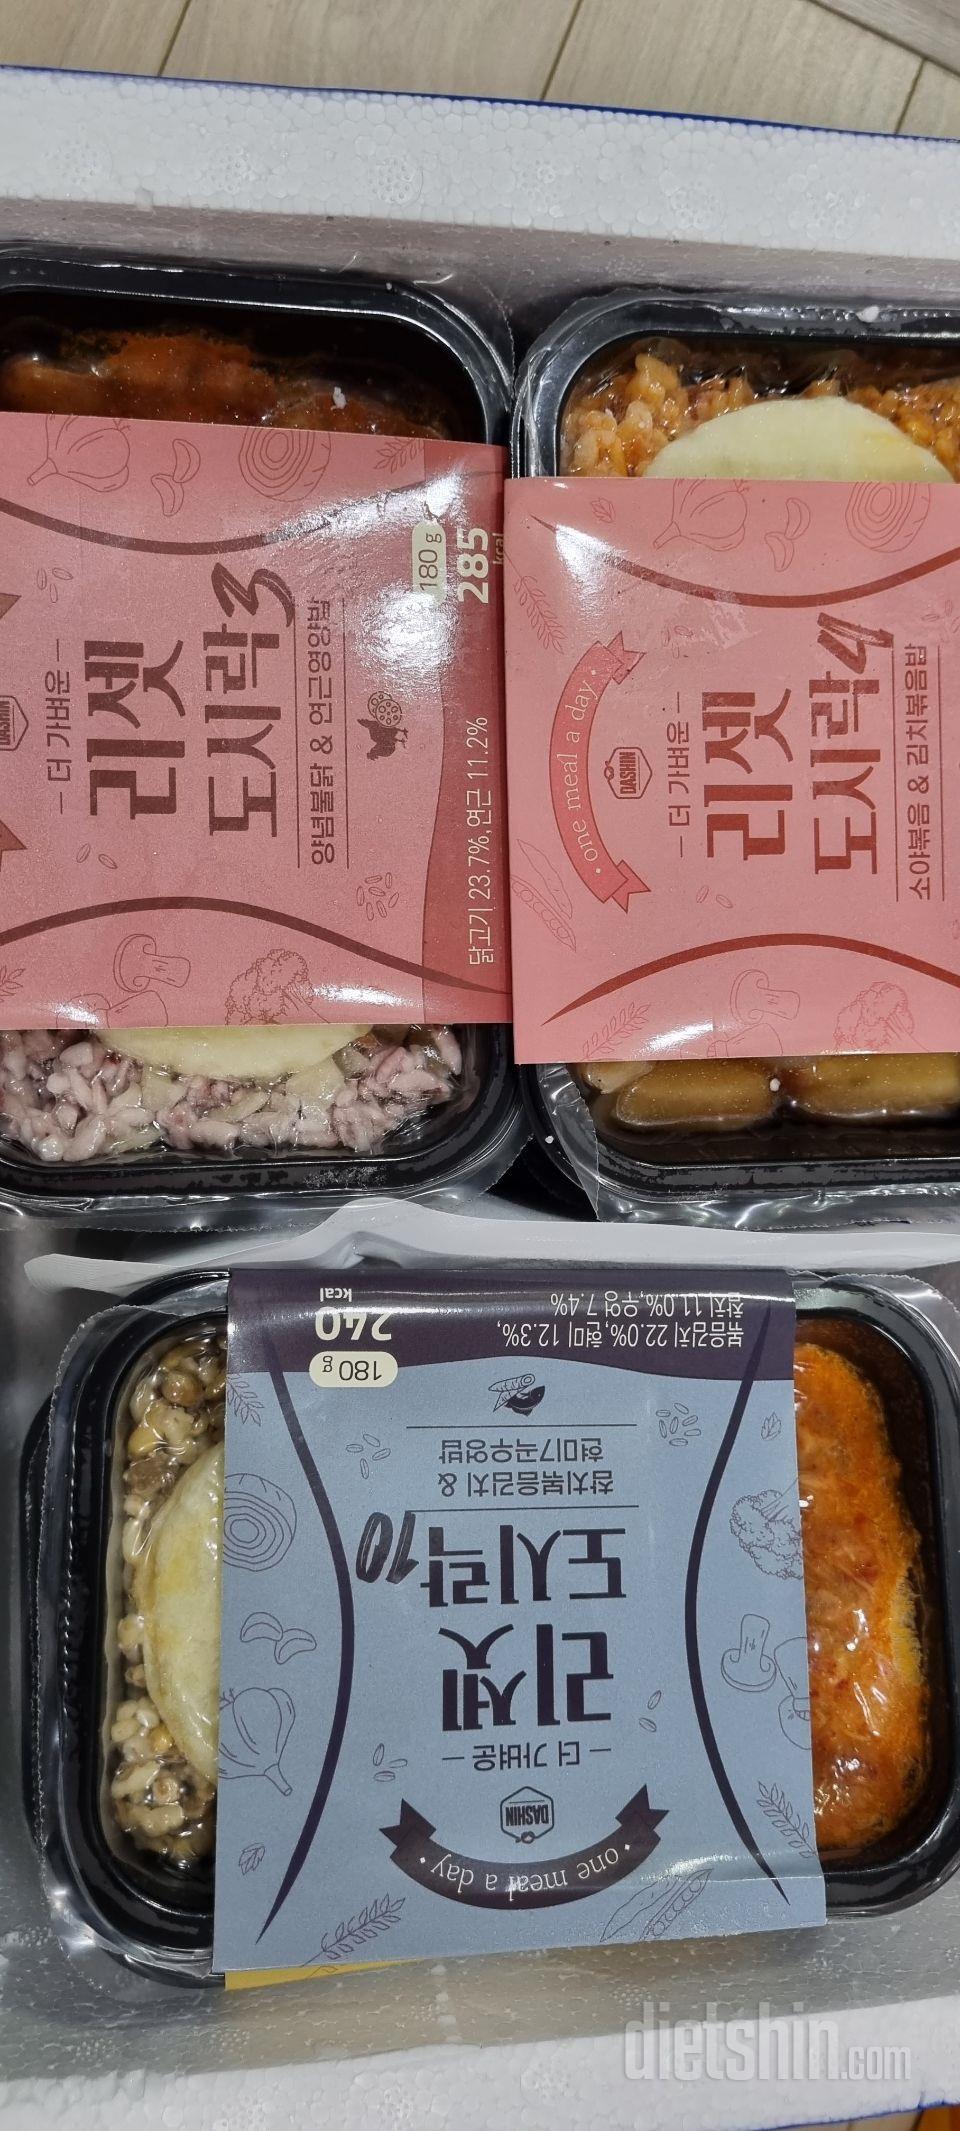 DASHIN
- 더 가벼운 -
리셋
도시락3
양념불닭 & 연근영양밥
180 g
285
kcal
닭고기 23.7%, 연근 11.2%
· one meal a day ·
DASHIN
- 더 가벼운 -
리셋
도시락4
소야볶음 & 김치볶음밥
· one meal a day ·
DASHIN
- 더 가벼운 -
리셋
도시락10
참치볶음김치 &
현미7곡우엉밥
180 g
240
kcal
볶음김치 22.0%, 현미 12.3%,
참치 11.0%, 우엉 7.4%
dietshin.com